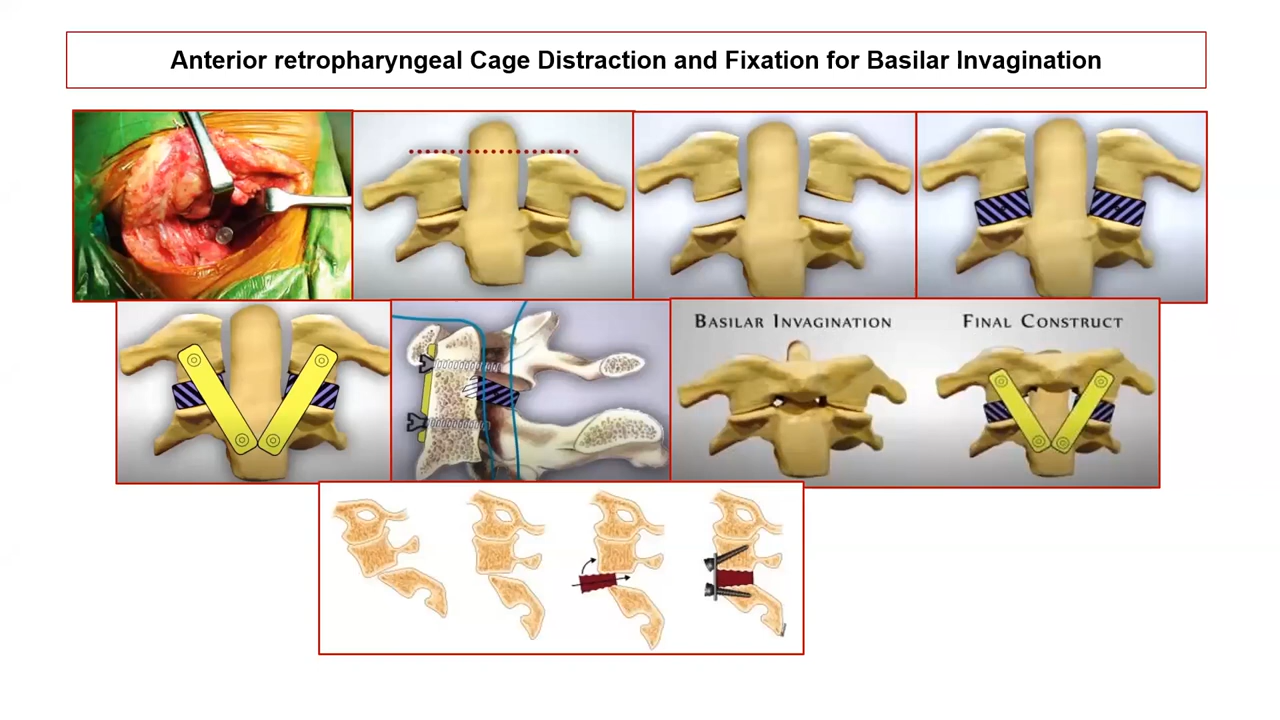 Anterior retropharyngeal Cage Distraction and Fixation for Basilar Invagination
BASILAR INVAGINATION
FINAL CONSTRUCT